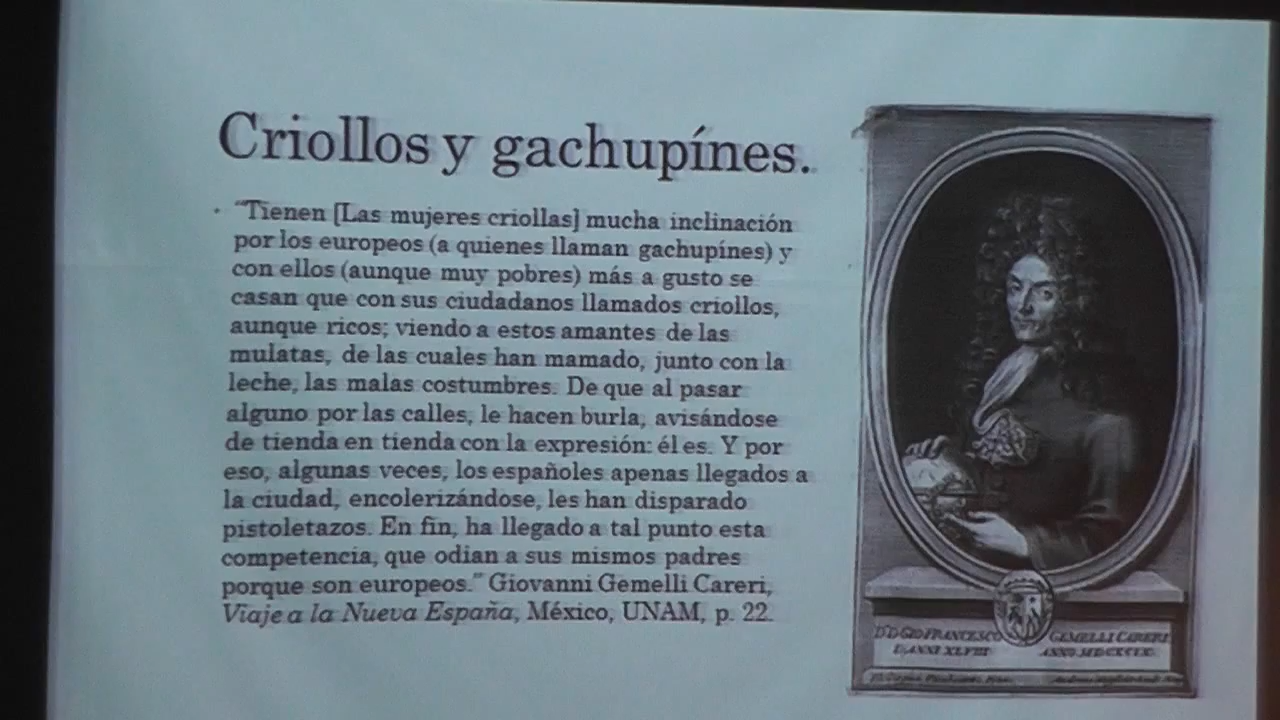 Criollos y gachupínes.
"Tienen [Las mujeres criollas] mucha inclinación
por los europeos (a quienes llaman gachupínes) y
con ellos (aunque muy pobres) más a gusto se
casan que con sus ciudadanos llamados criollos,
aunque ricos; viendo a estos amantes de las
mulatas, de las cuales han mamado, junto con la
leche, las malas costumbres. De que al pasar
alguno por las calles, le hacen burla, avisándose
de tienda en tienda con la expresión: él es. Y por
eso, algunas veces, los españoles apenas llegados a
la ciudad, encolerizándose, les han disparado
pistoletazos. En fin, ha llegado a tal punto esta
competencia, que odian a sus mismos padres
porque son europeos." Giovanni Gemelli Careri,
Viaje a la Nueva España, México, UNAM, p. 22.
GIO FRANCESCO GEMELLI CARERI
ANNO